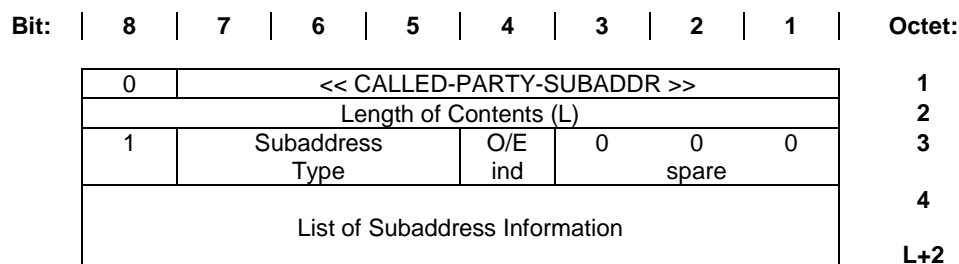 Bit: 8 7 6 5 4 3 2 1 Octet:
0 << CALLED-PARTY-SUBADDR >> 1
Length of Contents (L) 2
1 Subaddress O/E 0 0 0 3
Type ind spare
4
List of Subaddress Information
L+2